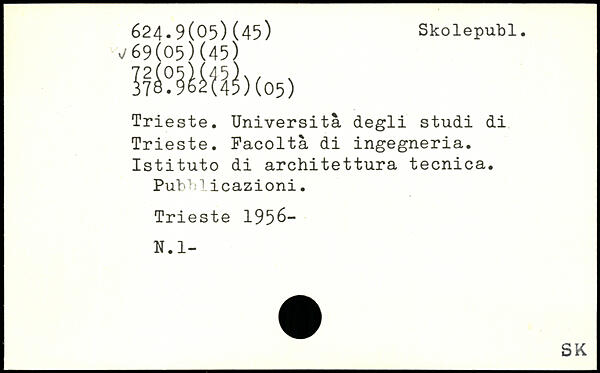 624.9(05)(45) Skolepubl.
√69(05)(45)
72(05)(45)
378.962(45)(05)
Trieste. Università degli studi di
Trieste. Facoltà di ingegneria.
Istituto di architettura tecnica.
Pubblicazioni.
Trieste 1956-
N.1-
SK